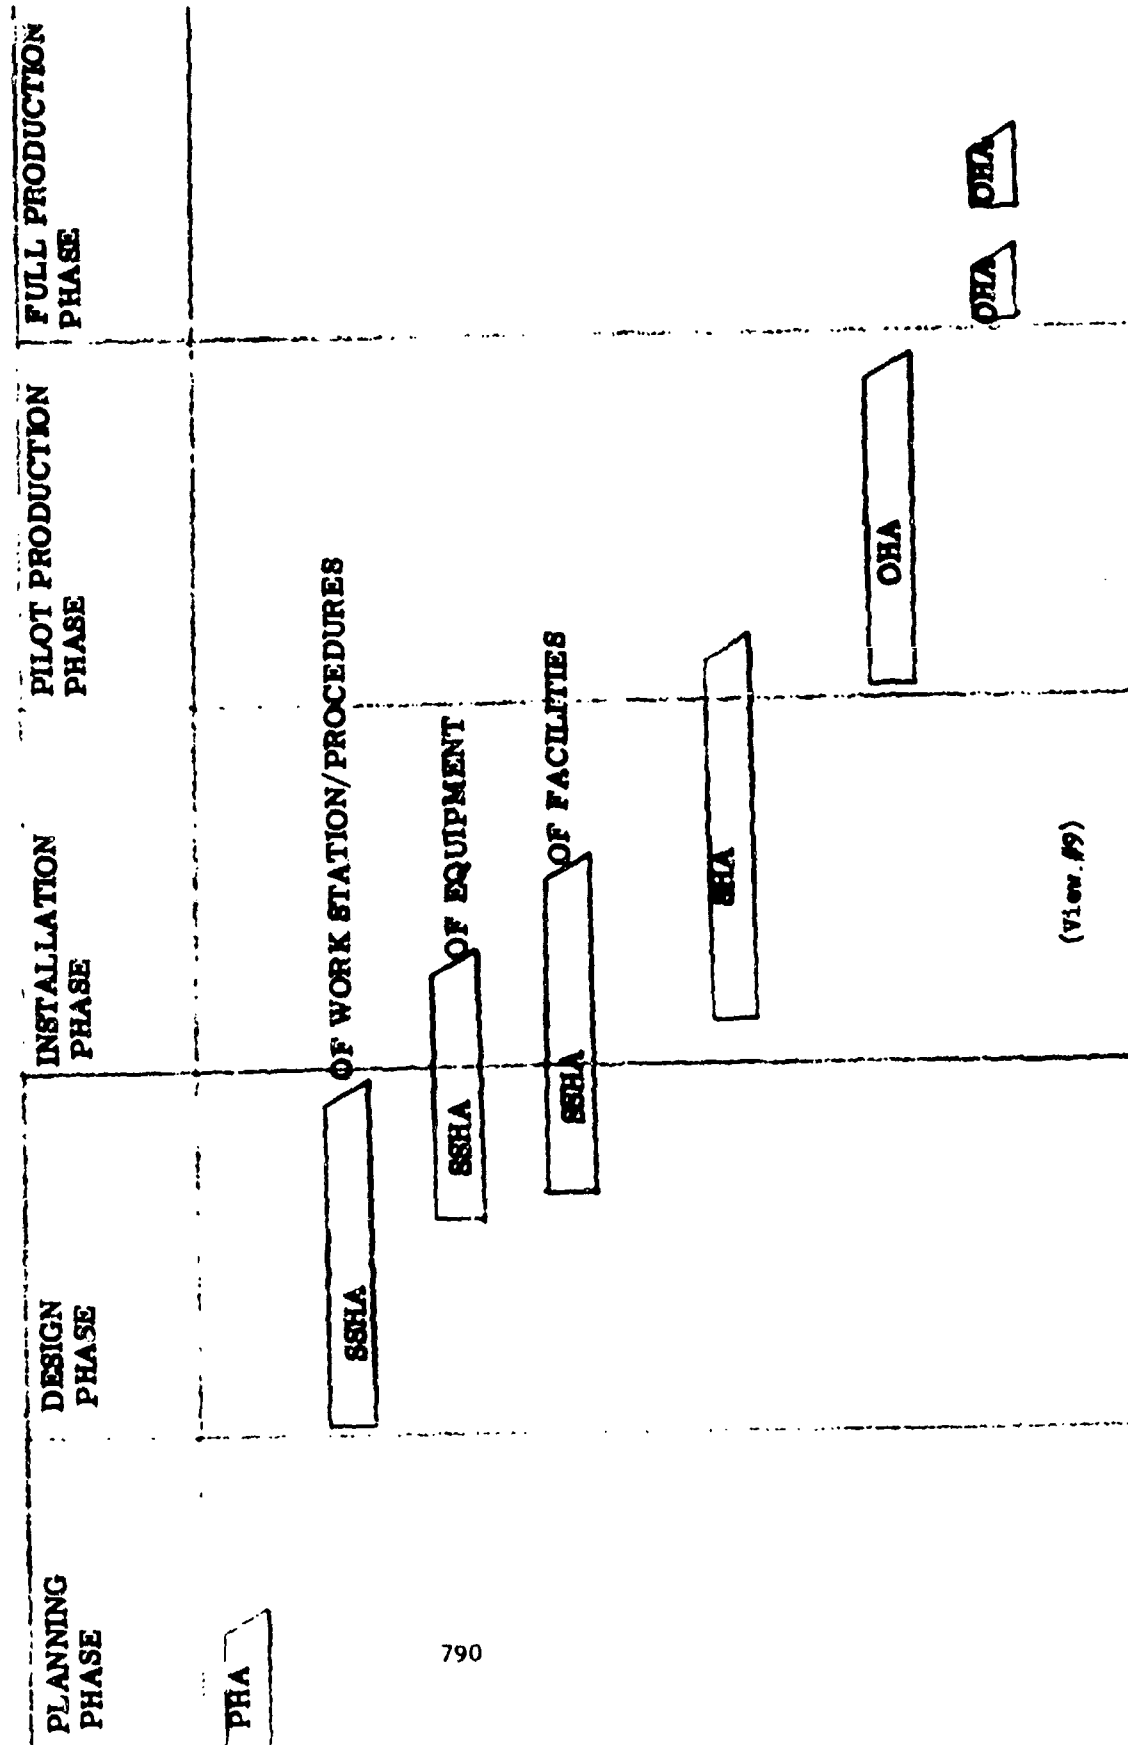 PLANNING
PHASE
DESIGN
PHASE
INSTALLATION
PHASE
PILOT PRODUCTION
PHASE
FULL PRODUCTION
PHASE
PHA
SSHA
OF WORK STATION/PROCEDURES
SSHA
OF EQUIPMENT
SSHA
OF FACILITIES
SHA
OHA
OHA
OHA
(View #9)
790